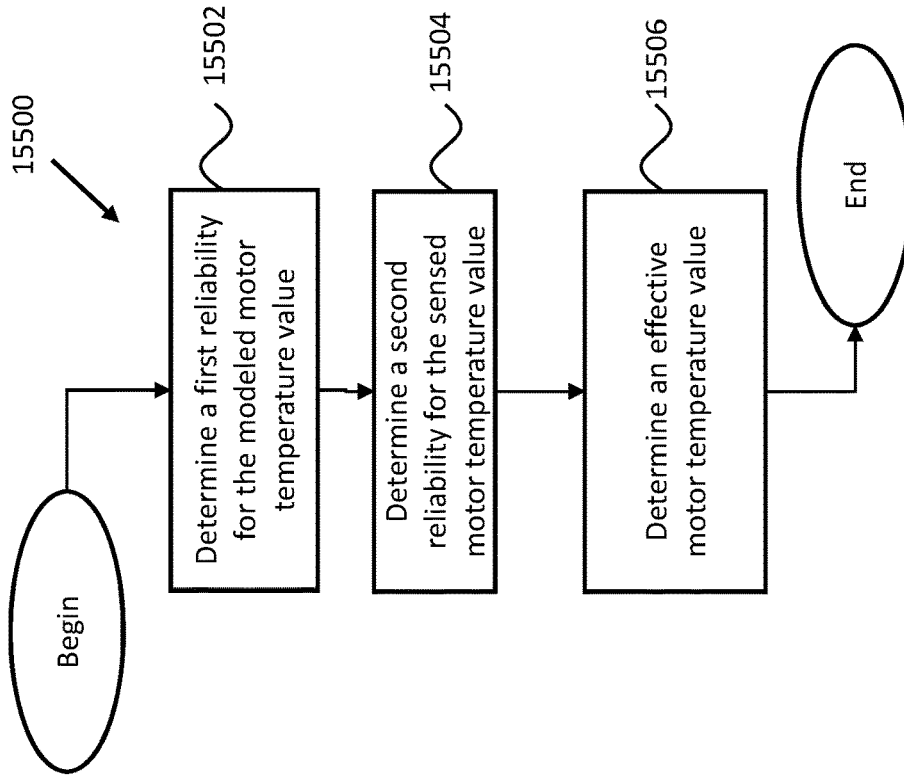 15500
Begin
Determine a first reliability
for the modeled motor
temperature value
15502
Determine a second
reliability for the sensed
motor temperature value
15504
Determine an effective
motor temperature value
15506
End